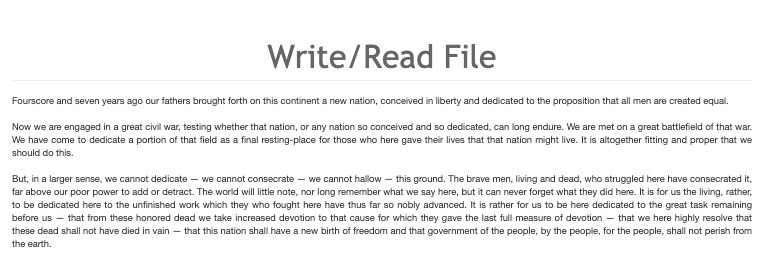 Write/Read File
Fourscore and seven years ago our fathers brought forth on this continent a new nation, conceived in liberty and dedicated to the proposition that all men are created equal.
Now we are engaged in a great civil war, testing whether that nation, or any nation so conceived and so dedicated, can long endure. We are met on a great battlefield of that war.
We have come to dedicate a portion of that field as a final resting-place for those who here gave their lives that that nation might live. It is altogether fitting and proper that we
should do this.
But, in a larger sense, we cannot dedicate — we cannot consecrate — we cannot hallow — this ground. The brave men, living and dead, who struggled here have consecrated it,
far above our poor power to add or detract. The world will little note, nor long remember what we say here, but it can never forget what they did here. It is for us the living, rather,
to be dedicated here to the unfinished work which they who fought here have thus far so nobly advanced. It is rather for us to be here dedicated to the great task remaining
before us — that from these honored dead we take increased devotion to that cause for which they gave the last full measure of devotion — that we here highly resolve that
these dead shall not have died in vain — that this nation shall have a new birth of freedom and that government of the people, by the people, for the people, shall not perish from
the earth.